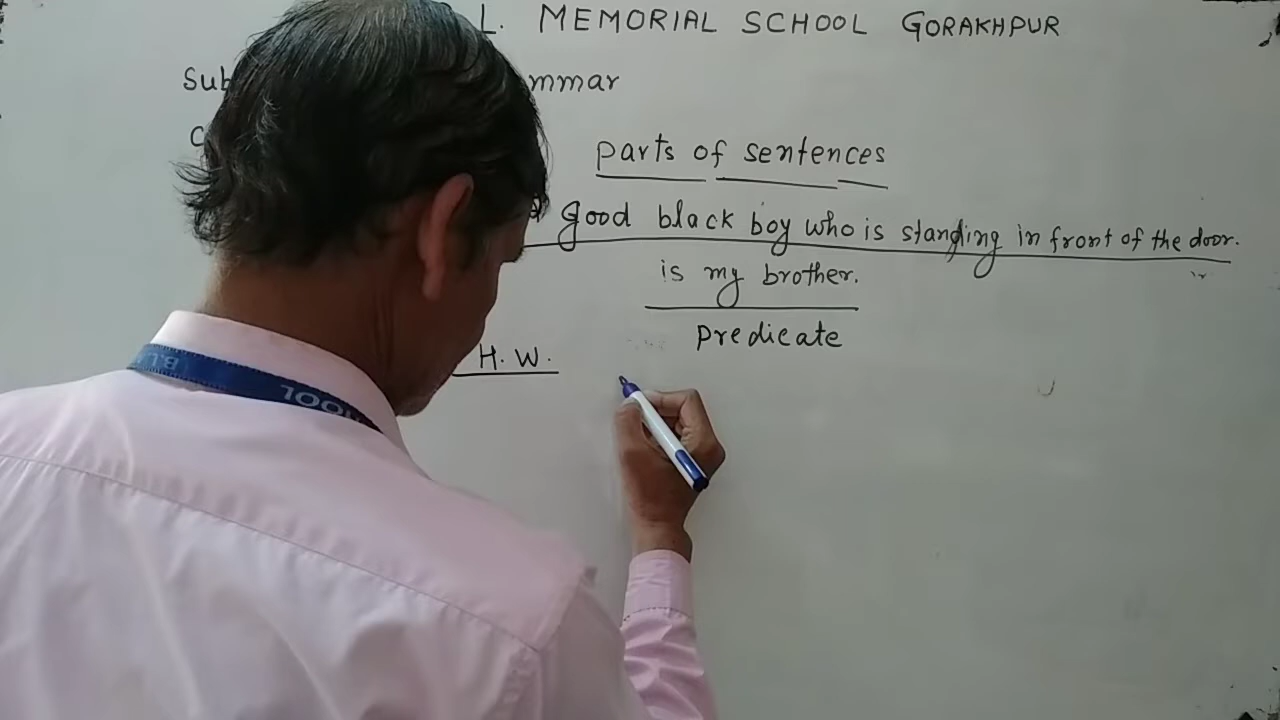 L. MEMORIAL SCHOOL GORAKHPUR
Sub mmar
C
parts of sentences
good black boy who is standing in front of the door.
is my brother.
predicate
H.W.